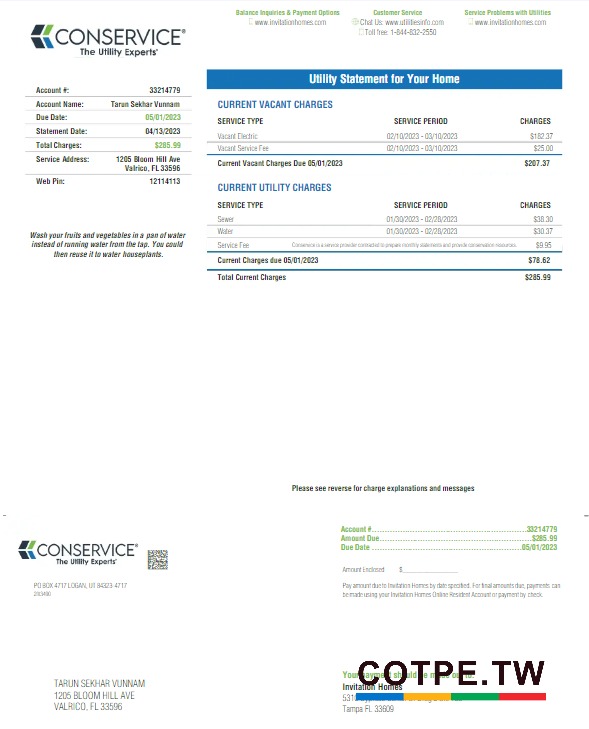 Balance Inquiries & Payment Options
www.invitationhomes.com
Customer Service
Chat Us: www.utilitiesinfo.com
Toll free: 1-844-832-2550
Service Problems with Utilities
www.invitationhomes.com
CONSERVICE®
The Utility Experts®
Account #: 33214779
Account Name: Tarun Sekhar Vunnam
Due Date: 05/01/2023
Statement Date: 04/13/2023
Total Charges: $285.99
Service Address: 1205 Bloom Hill Ave
Valrico, FL 33596
Web Pin: 12114113
Wash your fruits and vegetables in a pan of water
instead of running water from the tap. You could
then reuse it to water houseplants.
Utility Statement for Your Home
CURRENT VACANT CHARGES
SERVICE TYPE SERVICE PERIOD CHARGES
Vacant Electric 02/10/2023 - 03/10/2023 $182.37
Vacant Service Fee 02/10/2023 - 03/10/2023 $25.00
Current Vacant Charges Due 05/01/2023 $207.37
CURRENT UTILITY CHARGES
SERVICE TYPE SERVICE PERIOD CHARGES
Sewer 01/30/2023 - 02/28/2023 $38.30
Water 01/30/2023 - 02/28/2023 $30.37
Service Fee Conservice is a service provider contracted to prepare monthly statements and provide conservation resources. $9.95
Current Charges due 05/01/2023 $78.62
Total Current Charges $285.99
Please see reverse for charge explanations and messages
CONSERVICE®
The Utility Experts®
PO BOX 4717 LOGAN, UT 84323-4717
Account #...33214779
Amount Due...$285.99
Due Date ...05/01/2023
Amount Enclosed $
Pay amount due to Invitation Homes by date specified. For final amounts due, payments can
be made using your Invitation Homes Online Resident Account or payment by check.
TARUN SEKHAR VUNNAM
1205 BLOOM HILL AVE
VALRICO, FL 33596
Your payment should be
COTPE.TW
Invitation Homes
Tampa FL 33609